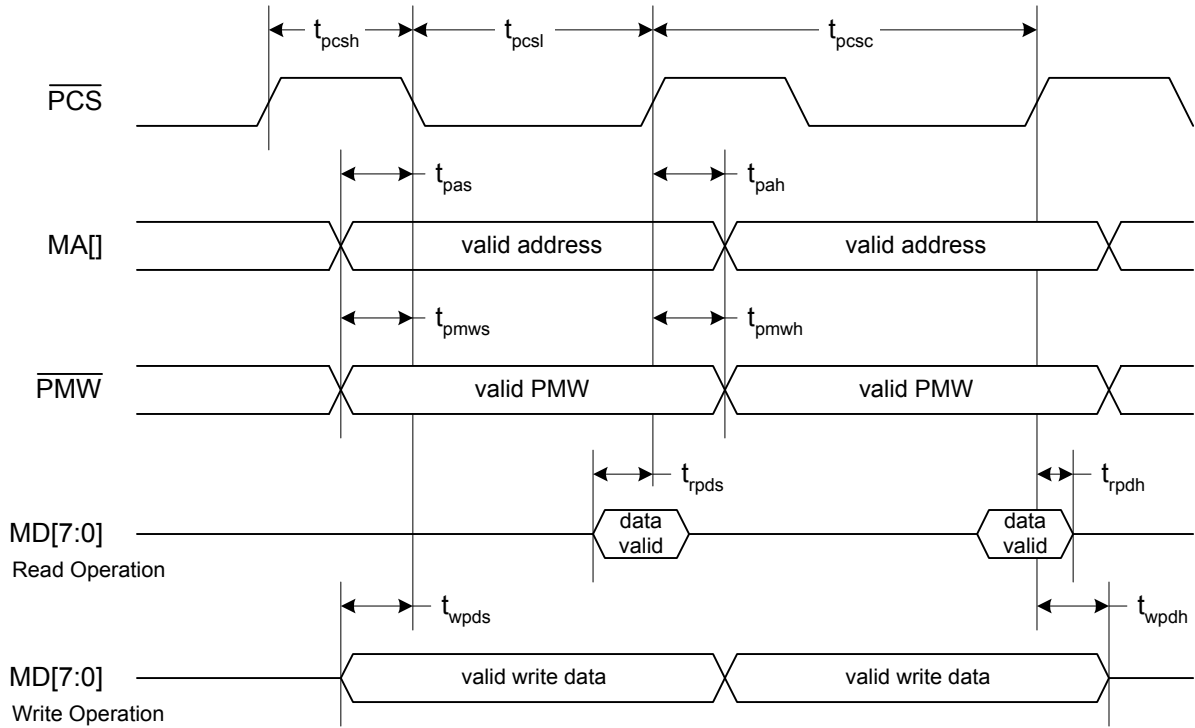 tpcsh
tpcsl
tpcsc
PCS
tpas
tpah
MA[]
valid address
valid address
tpmws
tpmwh
PMW
valid PMW
valid PMW
trpds
trpdh
MD[7:0]
data
valid
data
valid
Read Operation
twpds
twpdh
MD[7:0]
valid write data
valid write data
Write Operation